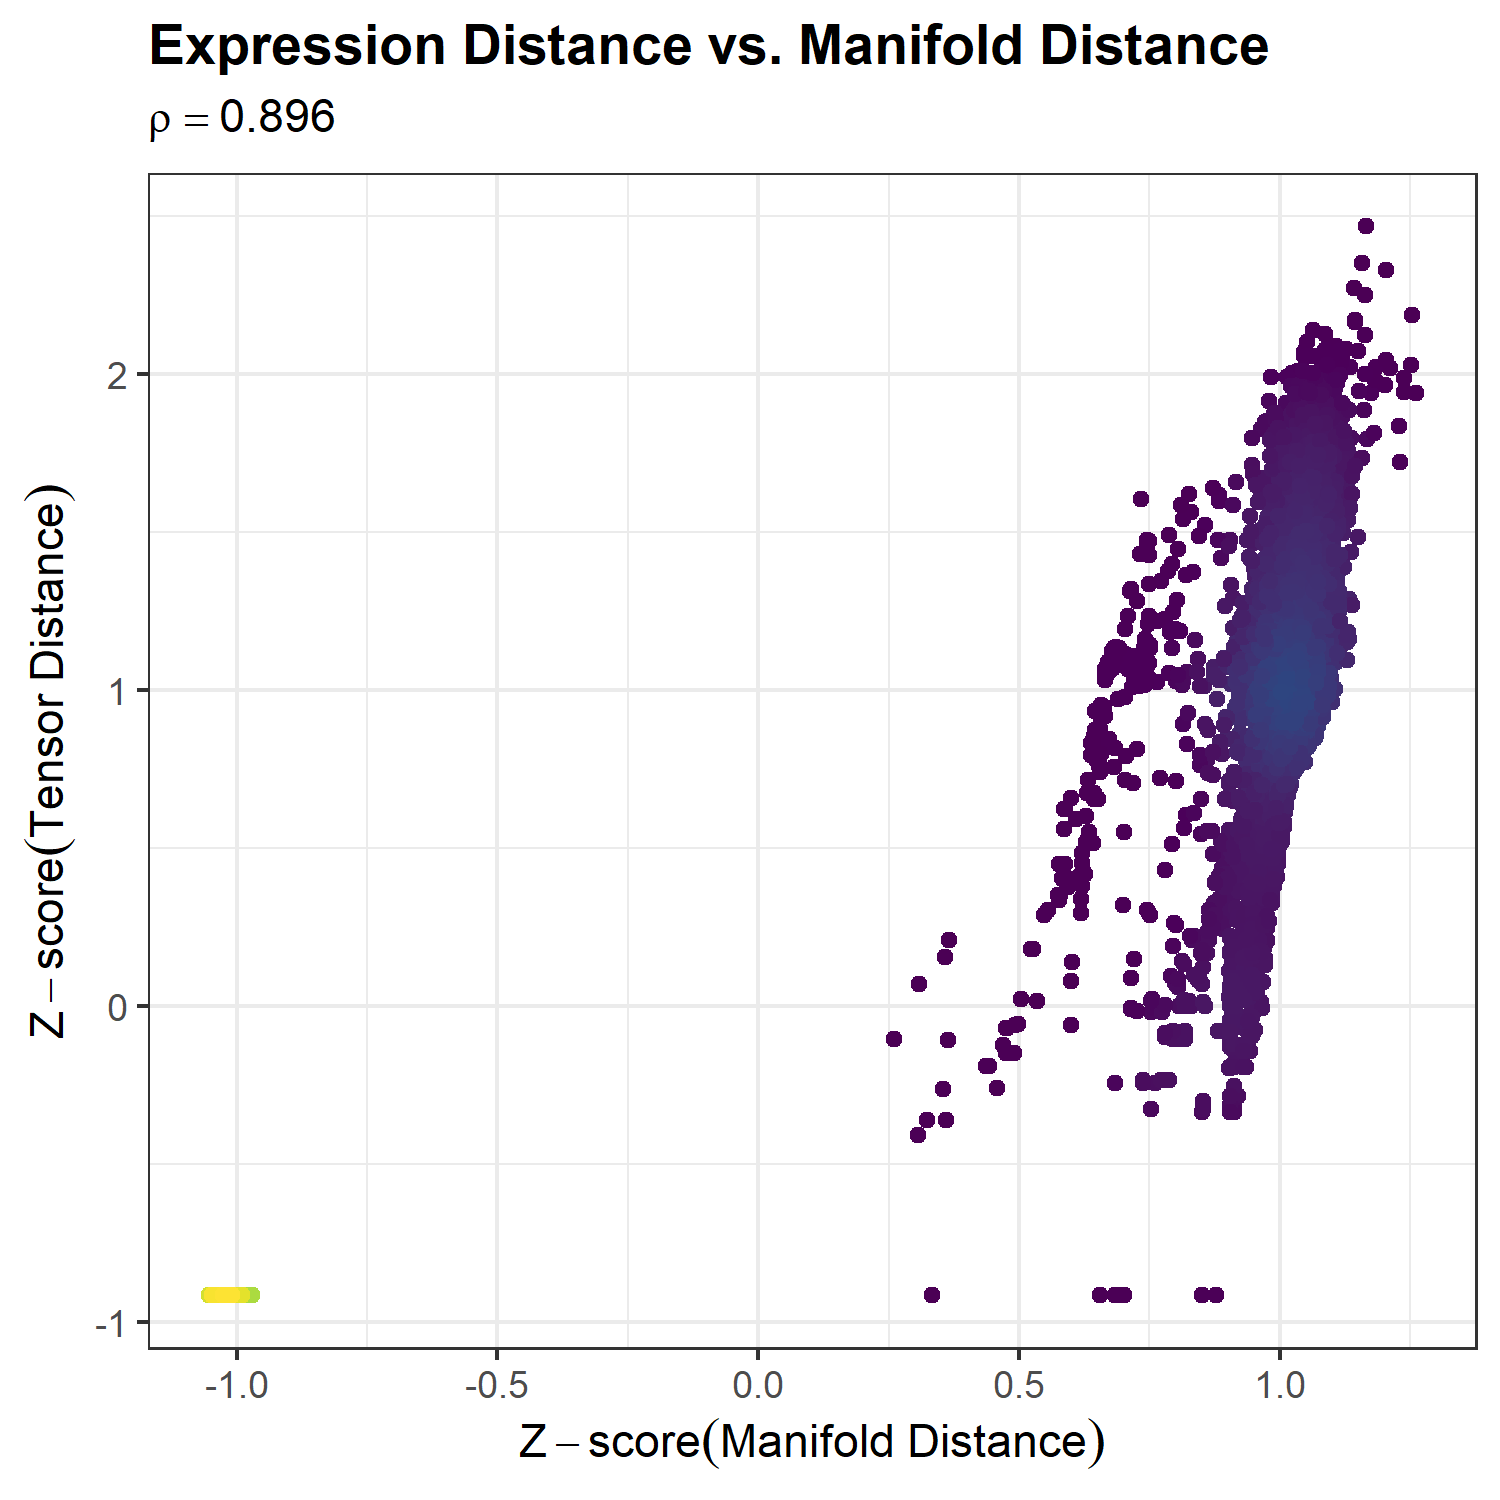 Expression Distance vs. Manifold Distance
ρ = 0.896
Z − score(Tensor Distance)
2
1
0
-1
-1.0 -0.5 0.0 0.5 1.0
Z − score(Manifold Distance)